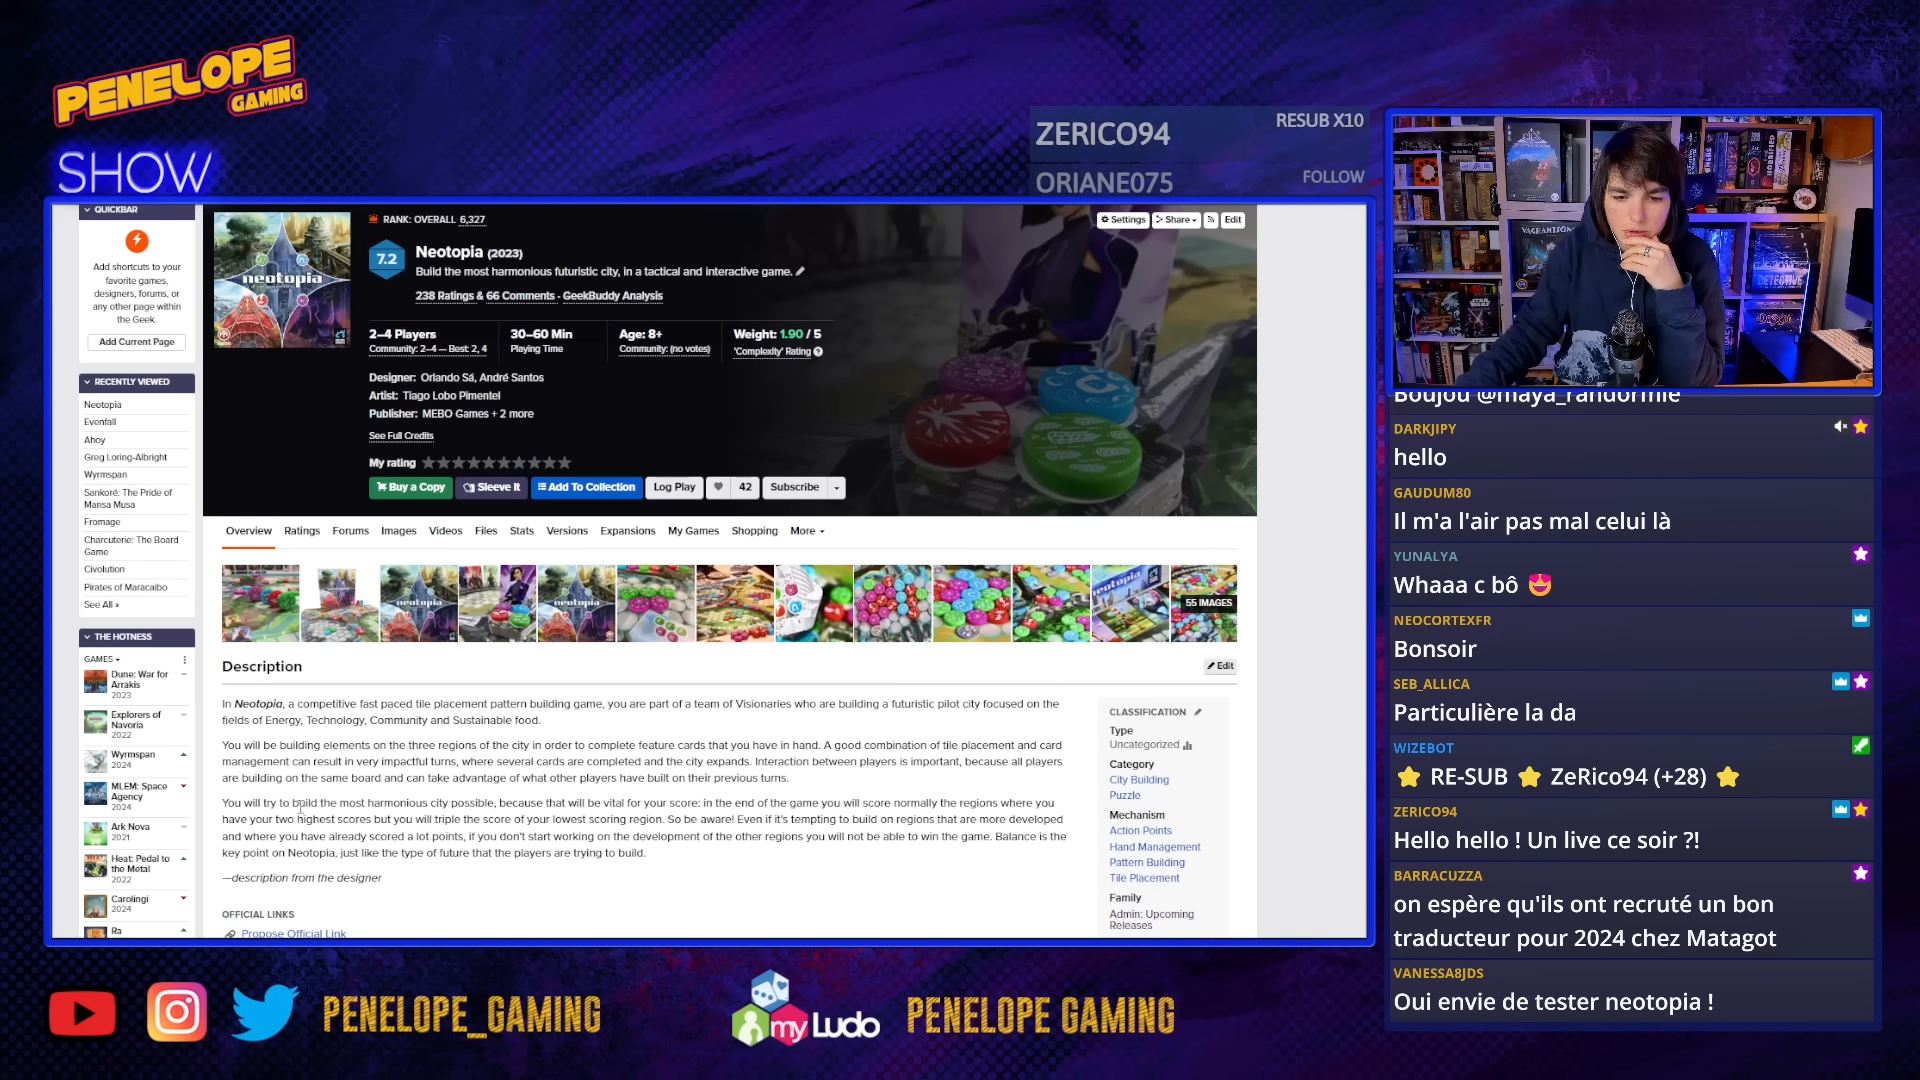 PENELOPE
GAMING
SHOW
ZERICO94
RESUB X10
ORIANE075
FOLLOW
QUICKBAR
Add shortcuts to your
favorite games,
designers, forums, or
any other page within
the Geek.
Add Current Page
RECENTLY VIEWED
Neotopia
Evenfall
Ahoy
Greg Loring-Albright
Wyrmspan
Sankoré: The Pride of
Mansa Musa
Fromage
Charcuterie: The Board
Game
Civolution
Pirates of Maracaibo
See All »
THE HOTNESS
GAMES
Dune: War for
Arrakis
2023
Explorers of
Navoria
2022
Wyrmspan
2024
MLEM: Space
Agency
2024
Ark Nova
2021
Heat: Pedal to
the Metal
2022
Carolingi
2024
Ra
neotopia
RANK: OVERALL 6,327
Settings
Share
Edit
7.2
Neotopia (2023)
Build the most harmonious futuristic city, in a tactical and interactive game.
238 Ratings & 66 Comments · GeekBuddy Analysis
2–4 Players
Community: 2–4 — Best: 2, 4
30–60 Min
Playing Time
Age: 8+
Community: (no votes)
Weight: 1.90 / 5
'Complexity' Rating
Designer: Orlando Sá, André Santos
Artist: Tiago Lobo Pimentel
Publisher: MEBO Games + 2 more
See Full Credits
My rating
Buy a Copy
Sleeve It
Add To Collection
Log Play
42
Subscribe
Overview
Ratings
Forums
Images
Videos
Files
Stats
Versions
Expansions
My Games
Shopping
More
neotopia
neotopia
neotopia
55 IMAGES
Description
Edit
In Neotopia, a competitive fast paced tile placement pattern building game, you are part of a team of Visionaries who are building a futuristic pilot city focused on the
fields of Energy, Technology, Community and Sustainable food.
You will be building elements on the three regions of the city in order to complete feature cards that you have in hand. A good combination of tile placement and card
management can result in very impactful turns, where several cards are completed and the city expands. Interaction between players is important, because all players
are building on the same board and can take advantage of what other players have built on their previous turns.
You will try to build the most harmonious city possible, because that will be vital for your score: in the end of the game you will score normally the regions where you
have your two highest scores but you will triple the score of your lowest scoring region. So be aware! Even if it's tempting to build on regions that are more developed
and where you have already scored a lot points, if you don't start working on the development of the other regions you will not be able to win the game. Balance is the
key point on Neotopia, just like the type of future that the players are trying to build.
—description from the designer
OFFICIAL LINKS
Propose Official Link
CLASSIFICATION
Type
Uncategorized
Category
City Building
Puzzle
Mechanism
Action Points
Hand Management
Pattern Building
Tile Placement
Family
Admin: Upcoming
Releases
VAGRANTSONG
STAR WARS
DETECTIVE
Boujou @maya_randormie
DARKJIPY
hello
GAUDUM80
Il m'a l'air pas mal celui là
YUNALYA
Whaaa c bô 😍
NEOCORTEXFR
Bonsoir
SEB_ALLICA
Particulière la da
WIZEBOT
⭐ RE-SUB ⭐ ZeRico94 (+28) ⭐
ZERICO94
Hello hello ! Un live ce soir ?!
BARRACUZZA
on espère qu'ils ont recruté un bon
traducteur pour 2024 chez Matagot
VANESSA8JDS
Oui envie de tester neotopia !
PENELOPE_GAMING
my Ludo
PENELOPE GAMING